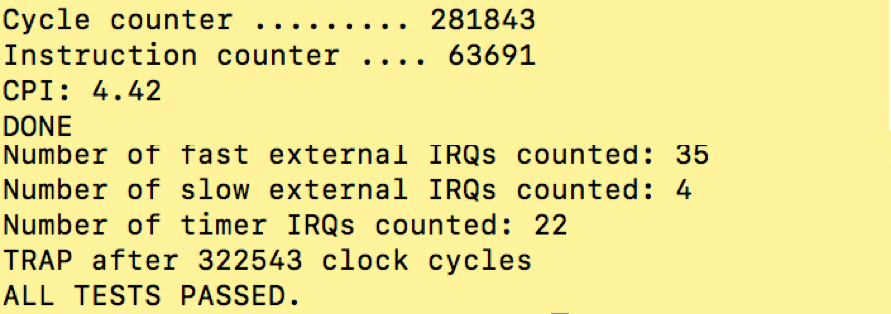 Cycle counter ......... 281843
Instruction counter .... 63691
CPI: 4.42
DONE
Number of fast external IRQs counted: 35
Number of slow external IRQs counted: 4
Number of timer IRQs counted: 22
TRAP after 322543 clock cycles
ALL TESTS PASSED.